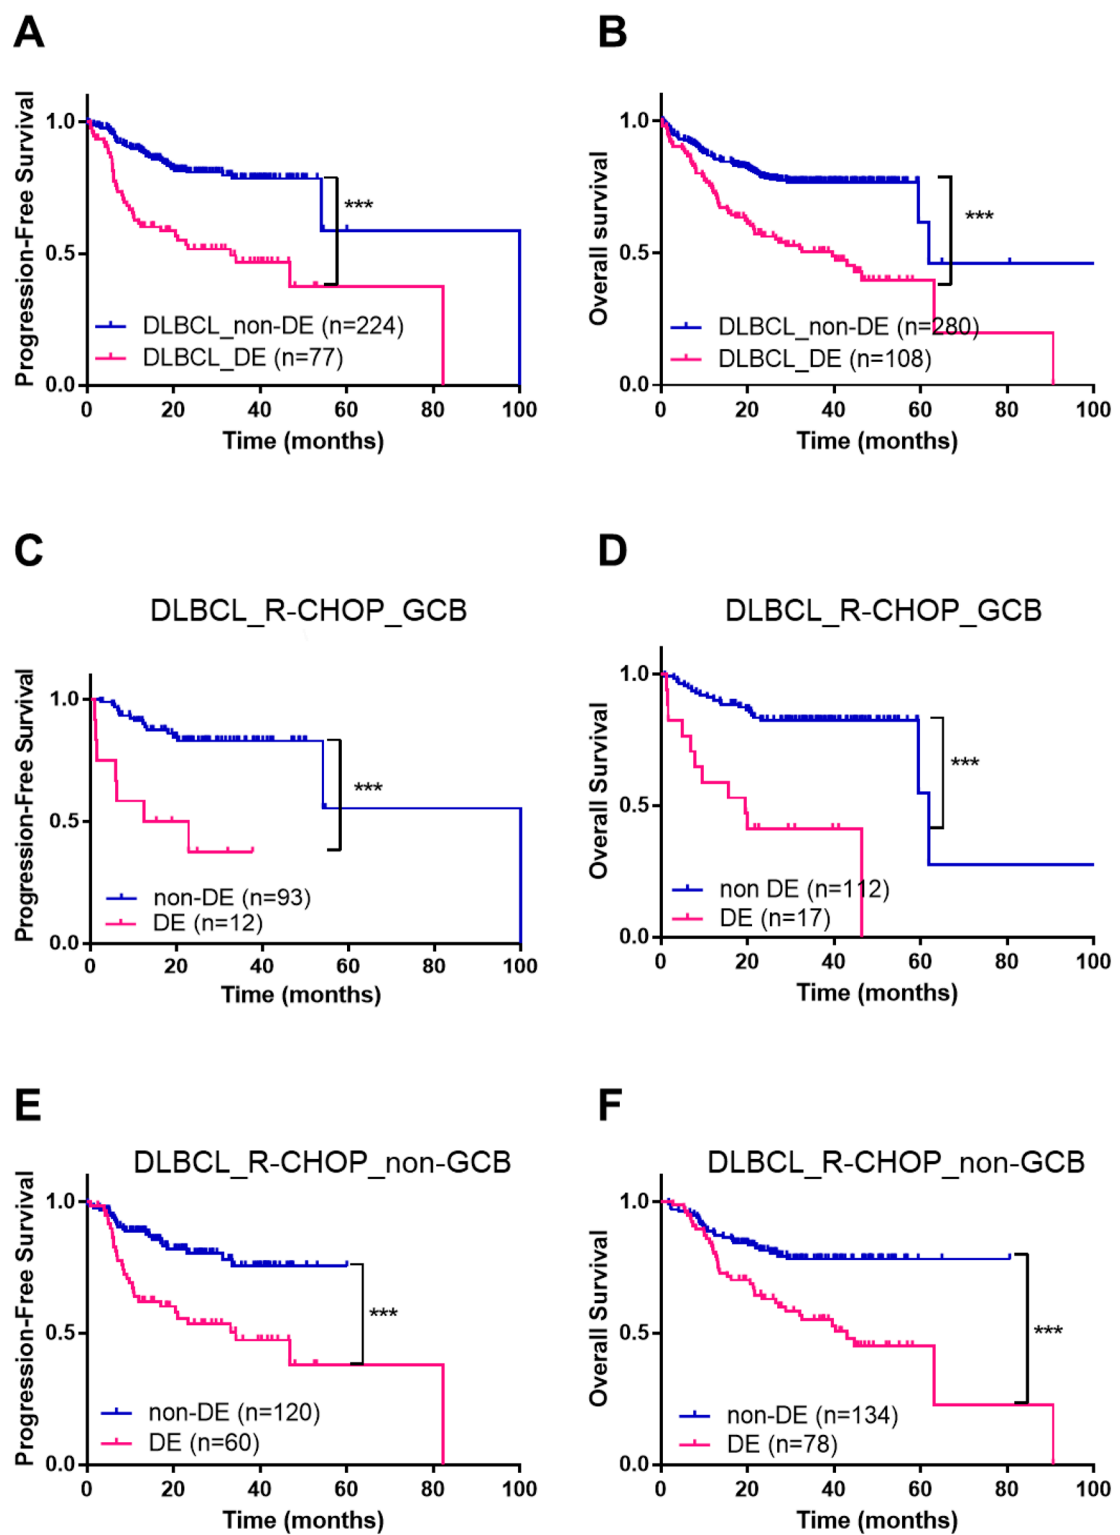 A
Progression-Free Survival
1.0
0.5
0.0
***
DLBCL_non-DE (n=224)
DLBCL_DE (n=77)
0 20 40 60 80 100
Time (months)
B
Overall survival
1.0
0.5
0.0
***
DLBCL_non-DE (n=280)
DLBCL_DE (n=108)
0 20 40 60 80 100
Time (months)
C
DLBCL_R-CHOP_GCB
Progression-Free Survival
1.0
0.5
0.0
***
non-DE (n=93)
DE (n=12)
0 20 40 60 80 100
Time (months)
D
DLBCL_R-CHOP_GCB
Overall Survival
1.0
0.5
0.0
***
non DE (n=112)
DE (n=17)
0 20 40 60 80 100
Time (months)
E
DLBCL_R-CHOP_non-GCB
Progression-Free Survival
1.0
0.5
0.0
***
non-DE (n=120)
DE (n=60)
0 20 40 60 80 100
Time (months)
F
DLBCL_R-CHOP_non-GCB
Overall Survival
1.0
0.5
0.0
***
non-DE (n=134)
DE (n=78)
0 20 40 60 80 100
Time (months)